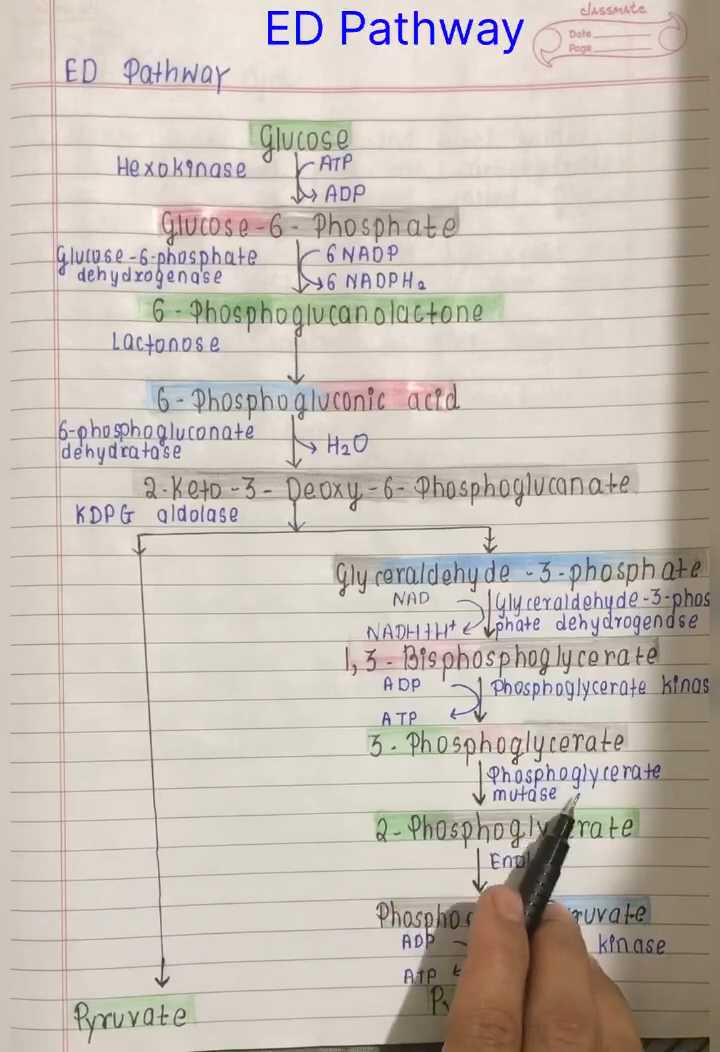 ED Pathway
classmate
Date
Page
ED Pathway
Glucose
Hexokinase
ATP
ADP
Glucose-6-Phosphate
Glucose-6-phosphate
dehydrogenase
6 NADP
6 NADPH₂
6-Phosphoglucanolactone
Lactonose
6-Phosphogluconic acid
6-phosphogluconate
dehydratase
H₂O
2-Keto-3-Deoxy-6-Phosphoglucanate
KDPG aldolase
Glyceraldehyde-3-phosphate
NAD
NADH+H⁺
Glyceraldehyde-3-phos
phate dehydrogenase
1,3-Bisphosphoglycerate
ADP
ATP
Phosphoglycerate kinas
3-Phosphoglycerate
Phosphoglycerate
mutase
2-Phosphoglycerate
ADP
kinase
ATP
Pyruvate